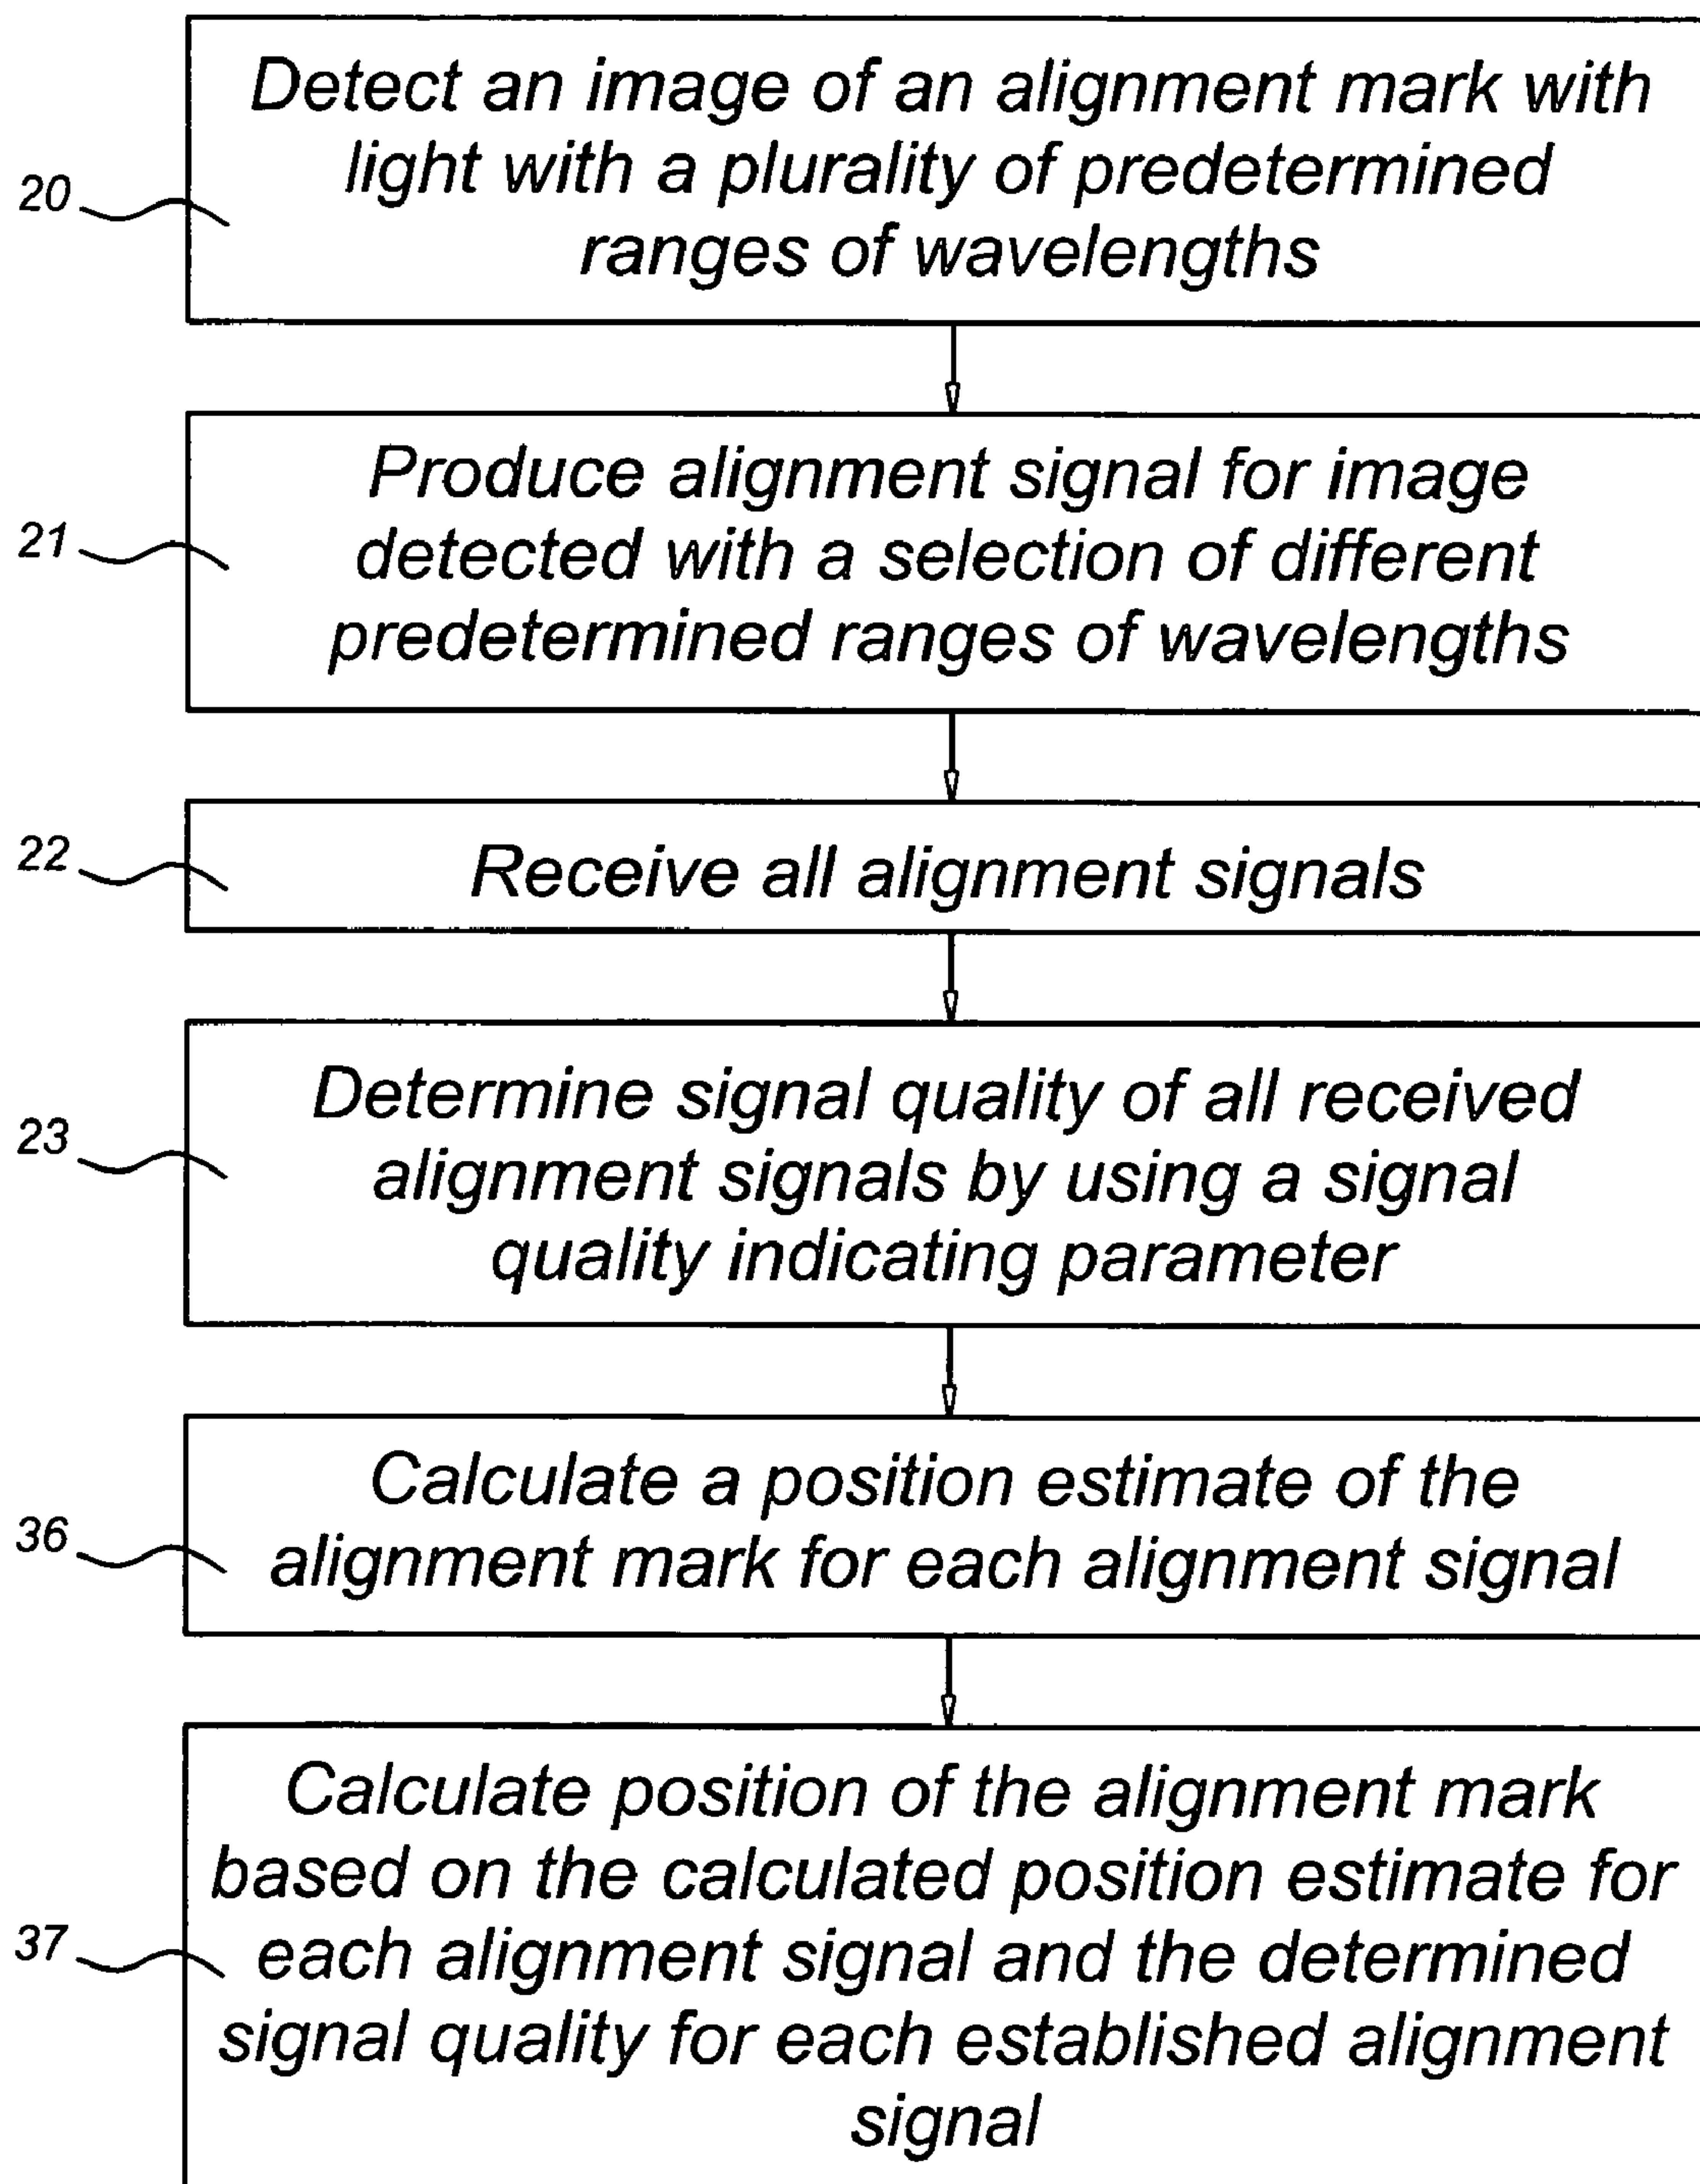 Detect an image of an alignment mark with
light with a plurality of predetermined
ranges of wavelengths
20
Produce alignment signal for image
detected with a selection of different
predetermined ranges of wavelengths
21
Receive all alignment signals
22
Determine signal quality of all received
alignment signals by using a signal
quality indicating parameter
23
Calculate a position estimate of the
alignment mark for each alignment signal
36
Calculate position of the alignment mark
based on the calculated position estimate for
each alignment signal and the determined
signal quality for each established alignment
signal
37